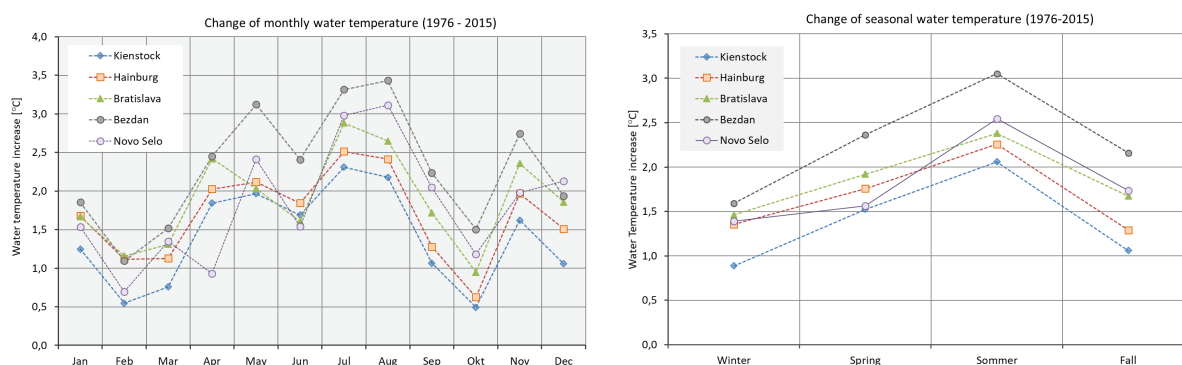 Change of monthly water temperature (1976 - 2015)
Water temperature increase [°C]
4,0
3,5
3,0
2,5
2,0
1,5
1,0
0,5
0,0
Kienstock
Hainburg
Bratislava
Bezdan
Novo Selo
Jan Feb Mar Apr May Jun Jul Aug Sep Okt Nov Dec
Change of seasonal water temperature (1976-2015)
Water Temperature increase [°C]
3,5
3,0
2,5
2,0
1,5
1,0
0,5
0,0
Kienstock
Hainburg
Bratislava
Bezdan
Novo Selo
Winter Spring Sommer Fall